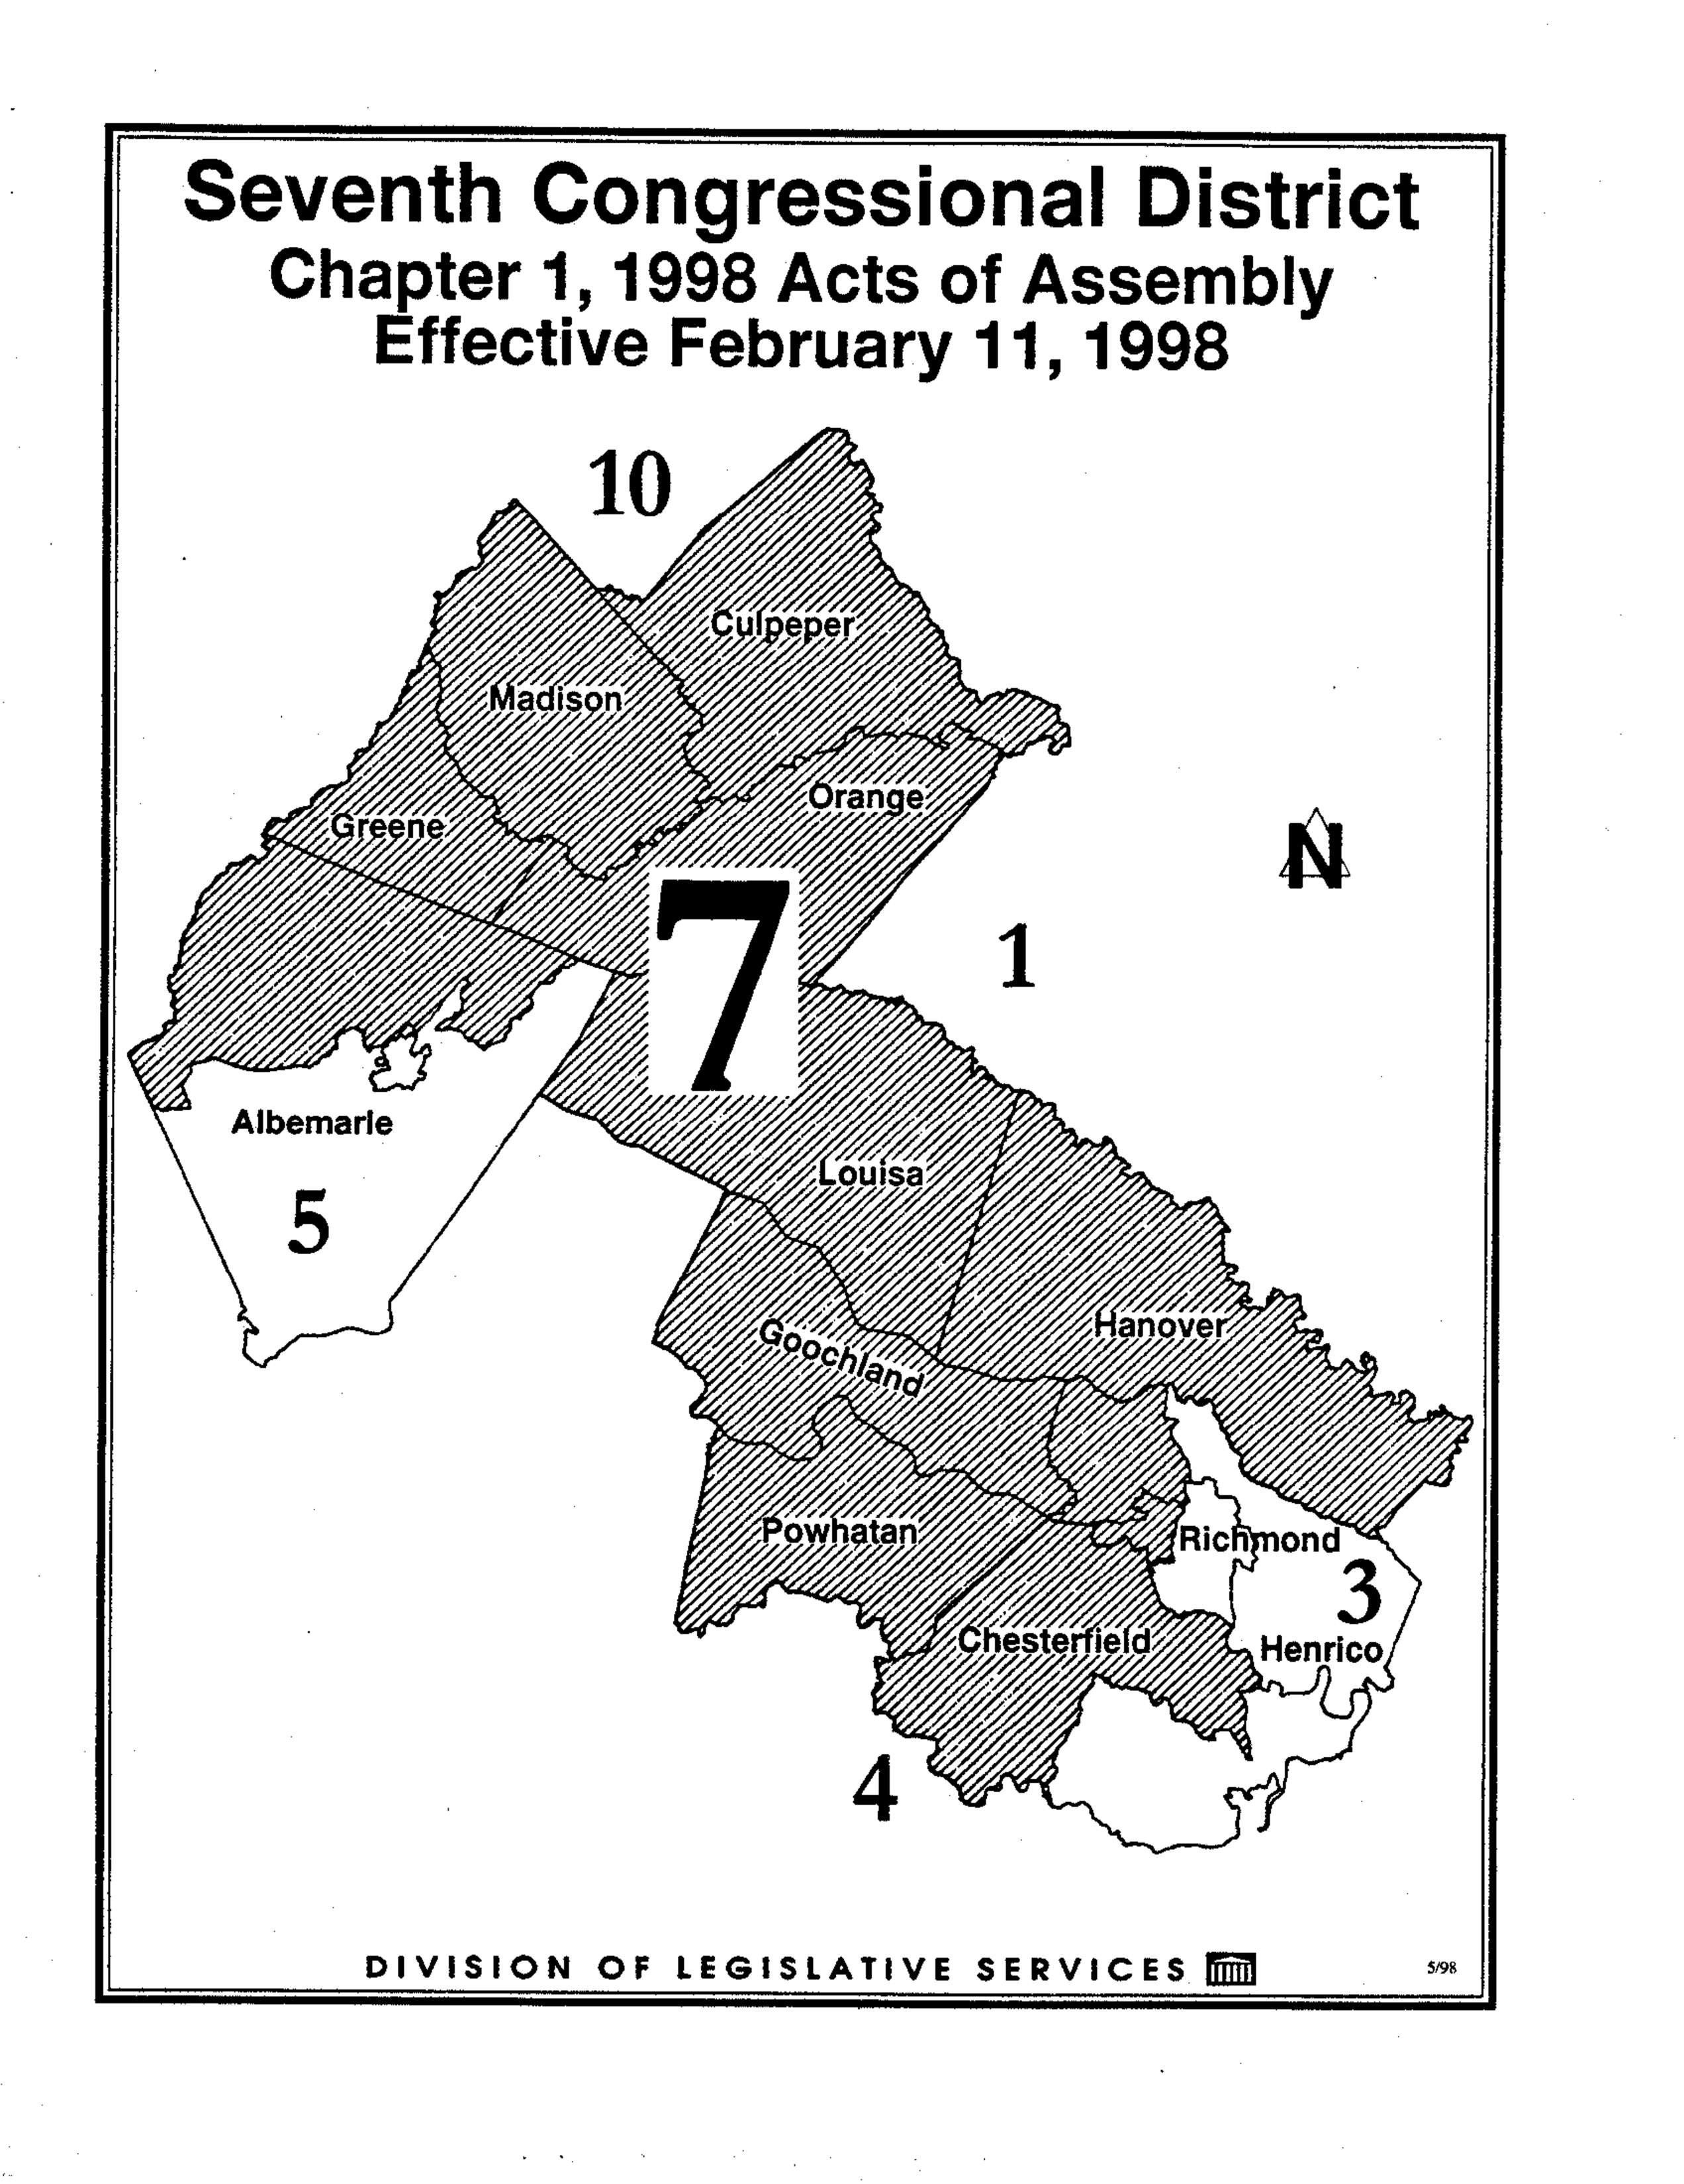 Seventh Congressional District
Chapter 1, 1998 Acts of Assembly
Effective February 11, 1998
10
Culpeper
Madison
Orange
Greene
N
7
1
Albemarle
Louisa
5
Hanover
Goochland
Powhatan
Richmond
3
Chesterfield
Henrico
4
DIVISION OF LEGISLATIVE SERVICES
5/98